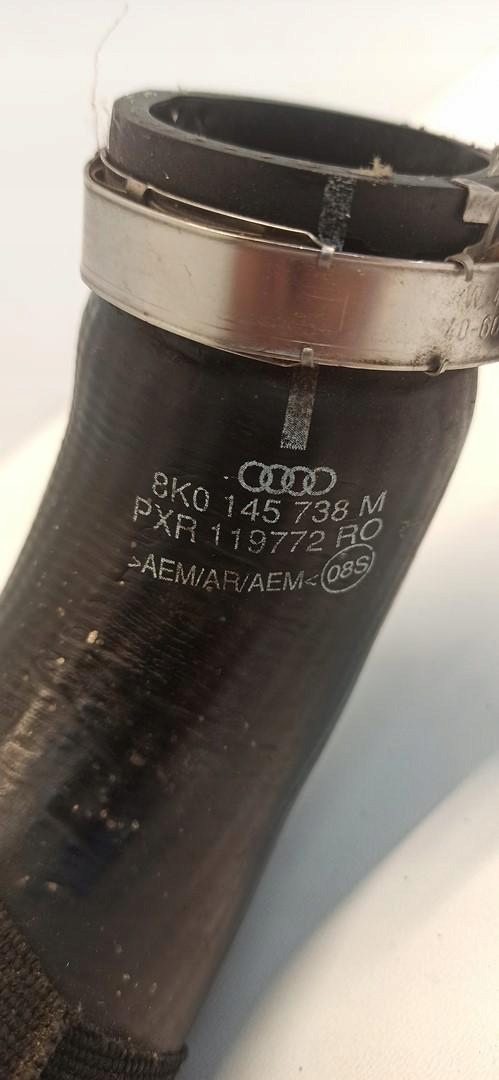 8K0 145 738 M
PXR 119772 RO
>AEM/AR/AEM< 08S